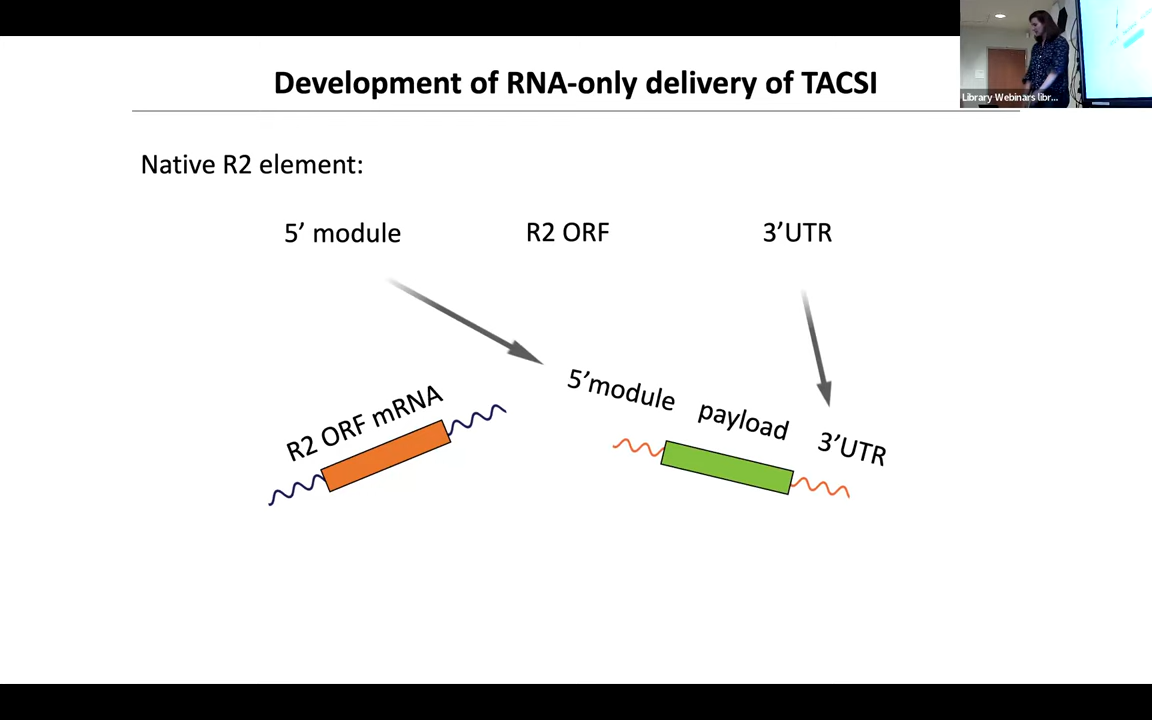 Development of RNA-only delivery of TACSI
Library Webinars libr...
Native R2 element:
5’ module
R2 ORF
3’UTR
R2 ORF mRNA
5’module
payload
3’UTR